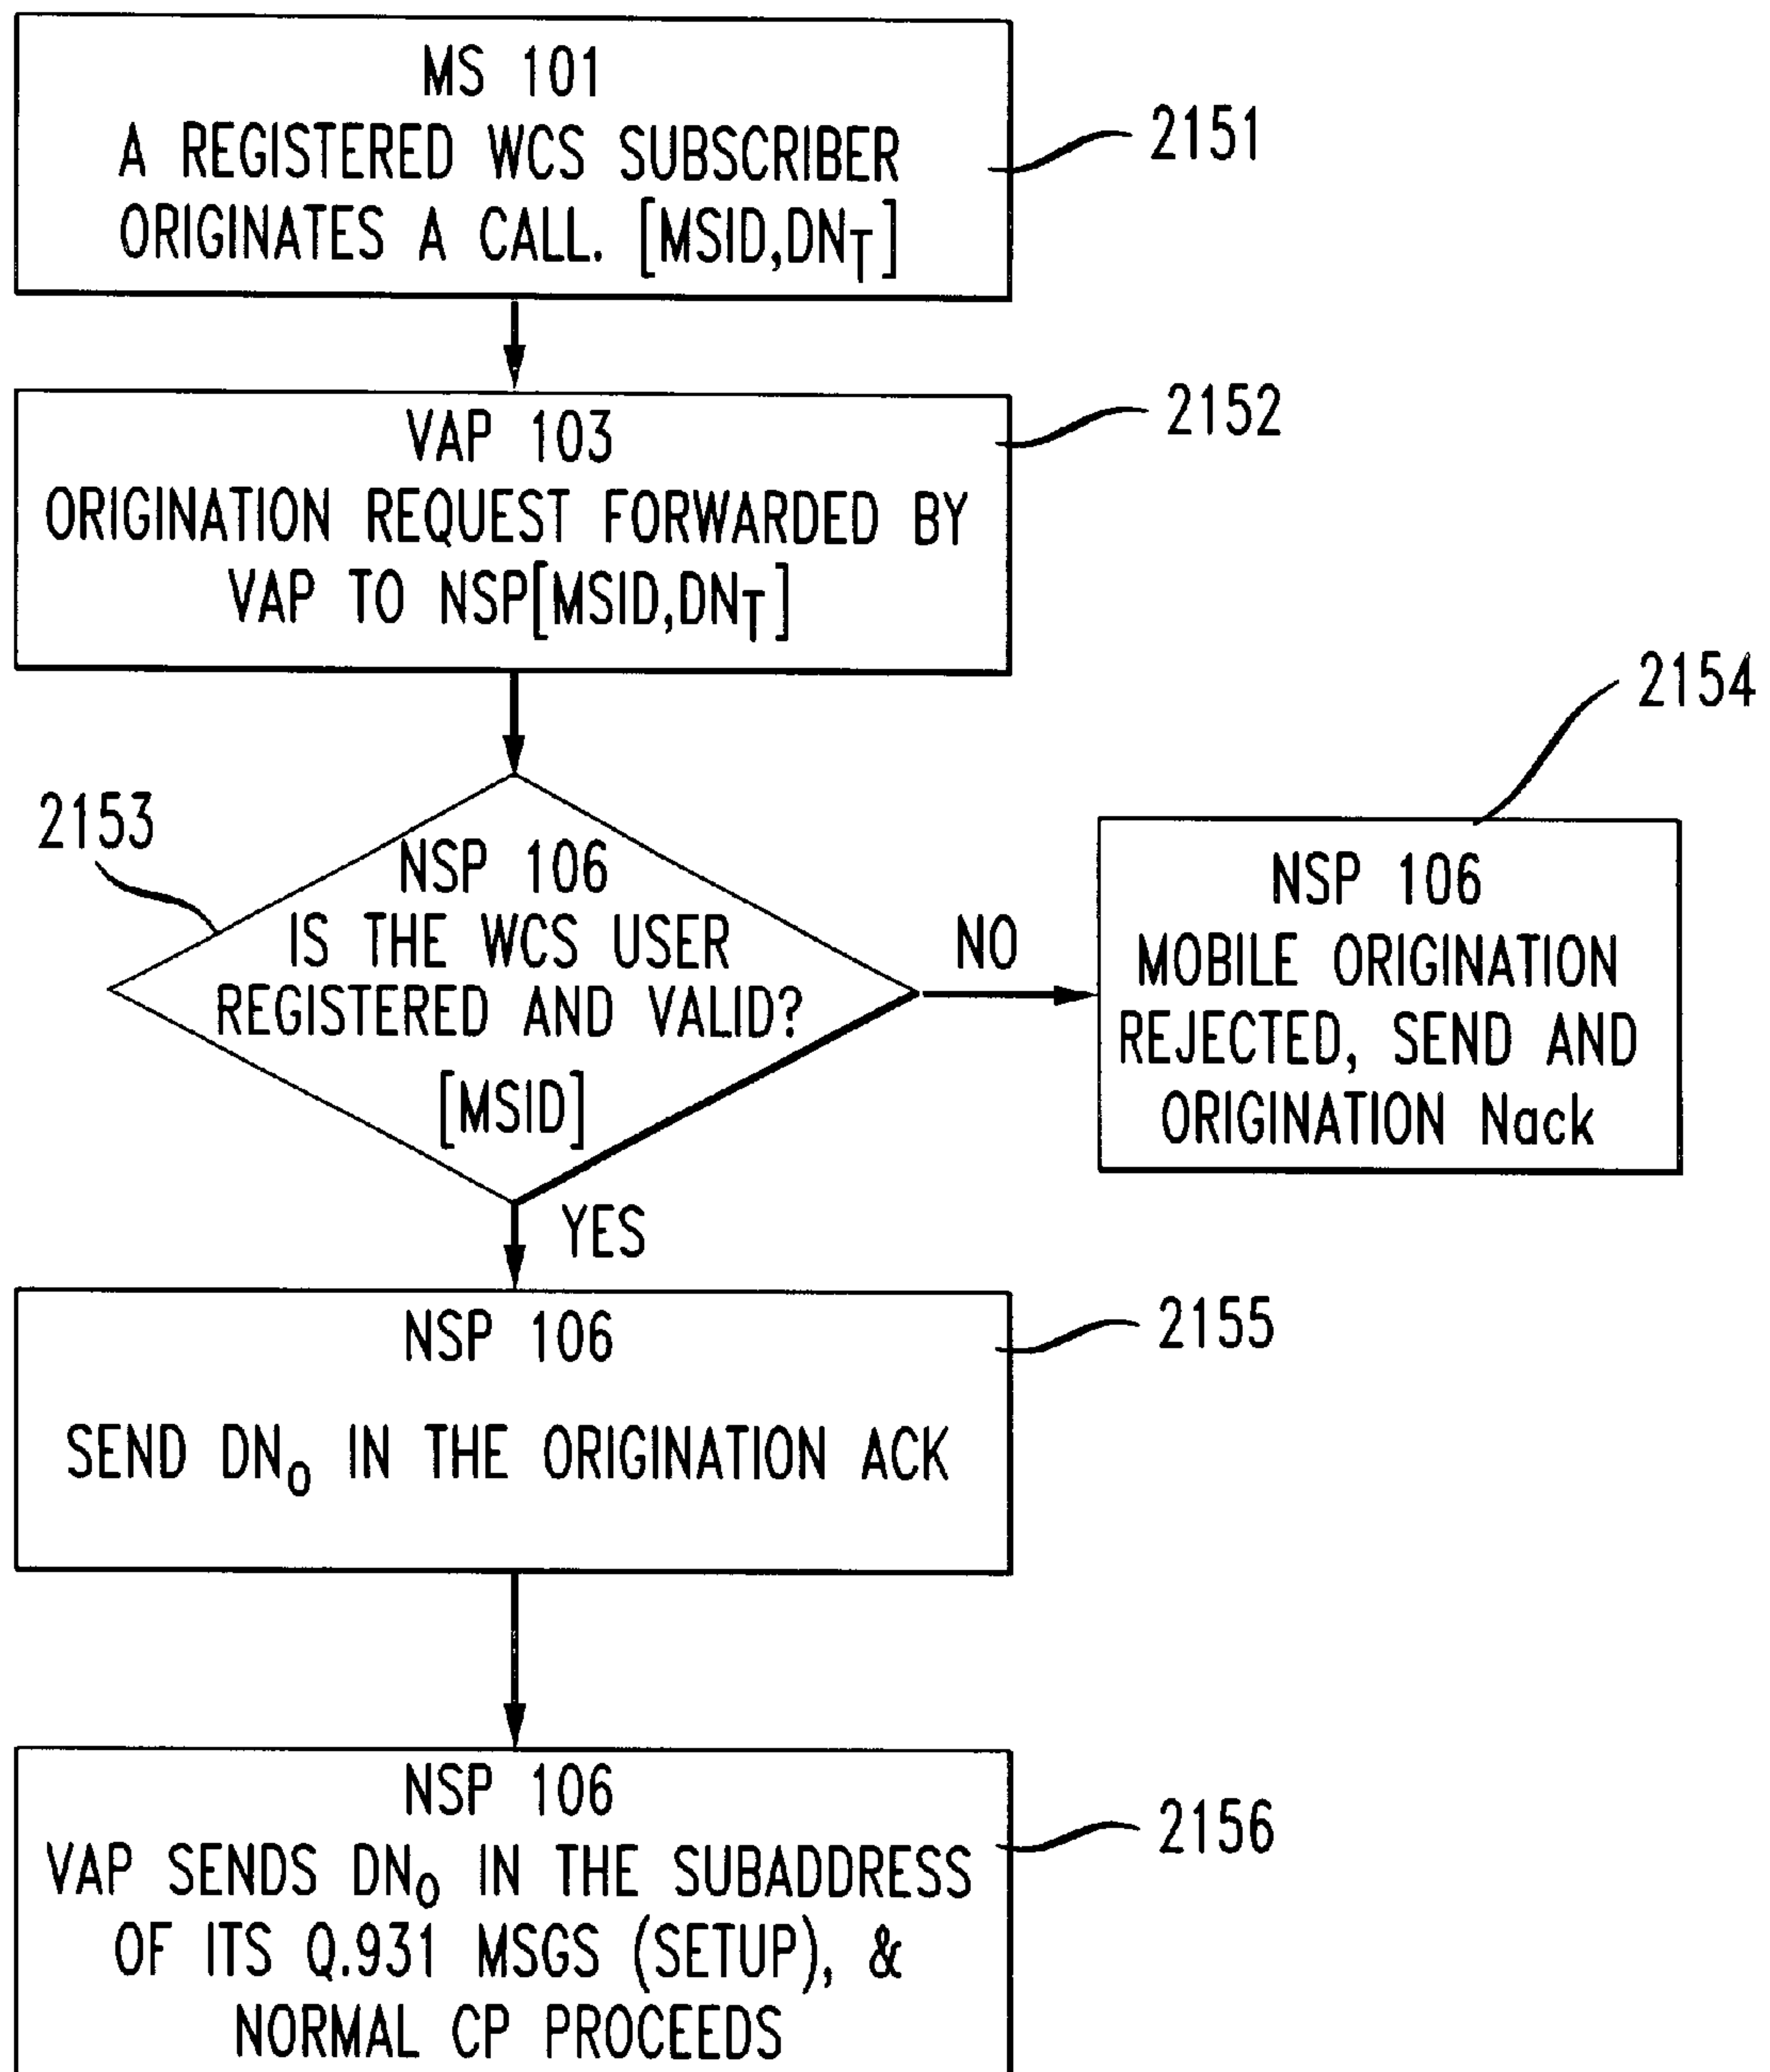 MS 101
A REGISTERED WCS SUBSCRIBER
ORIGINATES A CALL. [MSID,DNT]
2151
VAP 103
ORIGINATION REQUEST FORWARDED BY
VAP TO NSP[MSID,DNT]
2152
2153
NSP 106
IS THE WCS USER
REGISTERED AND VALID?
[MSID]
NO
YES
2154
NSP 106
MOBILE ORIGINATION
REJECTED, SEND AND
ORIGINATION Nack
NSP 106
SEND DNO IN THE ORIGINATION ACK
2155
NSP 106
VAP SENDS DNO IN THE SUBADDRESS
OF ITS Q.931 MSGS (SETUP), &
NORMAL CP PROCEEDS
2156